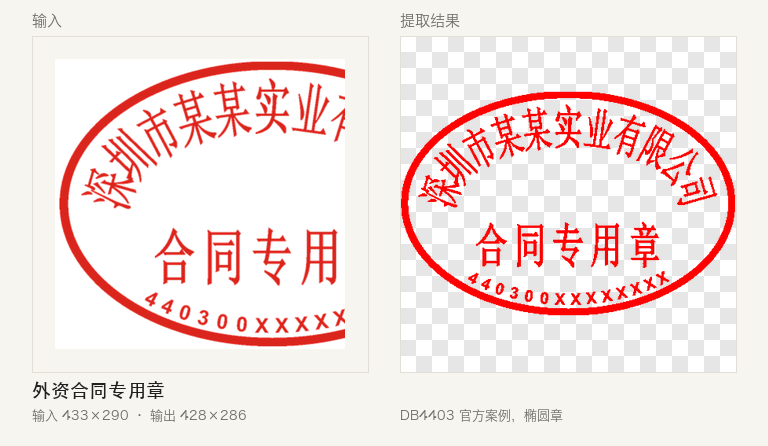 输入
提取结果
深圳市某某实业有
合同专用
440300XXXXX
深圳市某某实业有限公司
合同专用章
440300XXXXXXXX
外资合同专用章
输入 433×290 · 输出 428×286
DB4403 官方案例，椭圆章